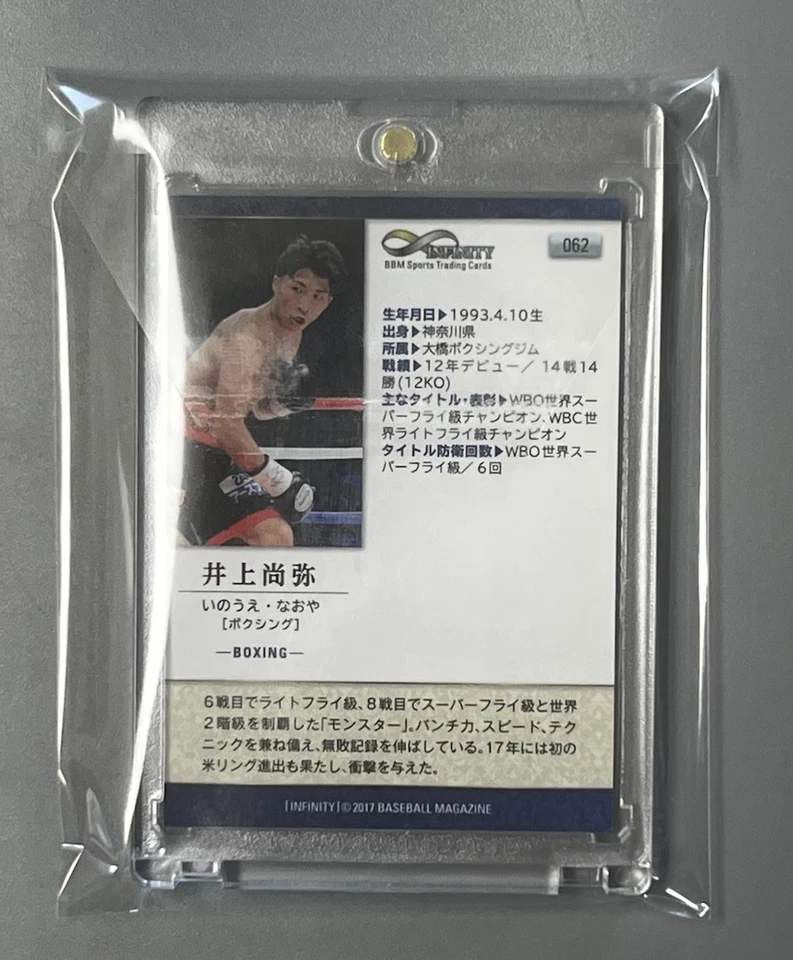 INFINITY
BBM Sports Trading Cards
062
生年月日▶1993.4.10生
出身▶神奈川県
所属▶大橋ボクシングジム
戦績▶12年デビュー／ 14戦14
勝(12KO)
主なタイトル・表彰▶WBO世界スー
パーフライ級チャンピオン、WBC世
界ライトフライ級チャンピオン
タイトル防衛回数▶WBO世界スー
パーフライ級／６回
井上尚弥
いのうえ・なおや
［ボクシング］
—BOXING—
６戦目でライトフライ級、８戦目でスーパーフライ級と世界
２階級を制覇した「モンスター」。パンチ力、スピード、テク
ニックを兼ね備え、無敗記録を伸ばしている。17年には初の
米リング進出も果たし、衝撃を与えた。
［INFINITY］©2017 BASEBALL MAGAZINE